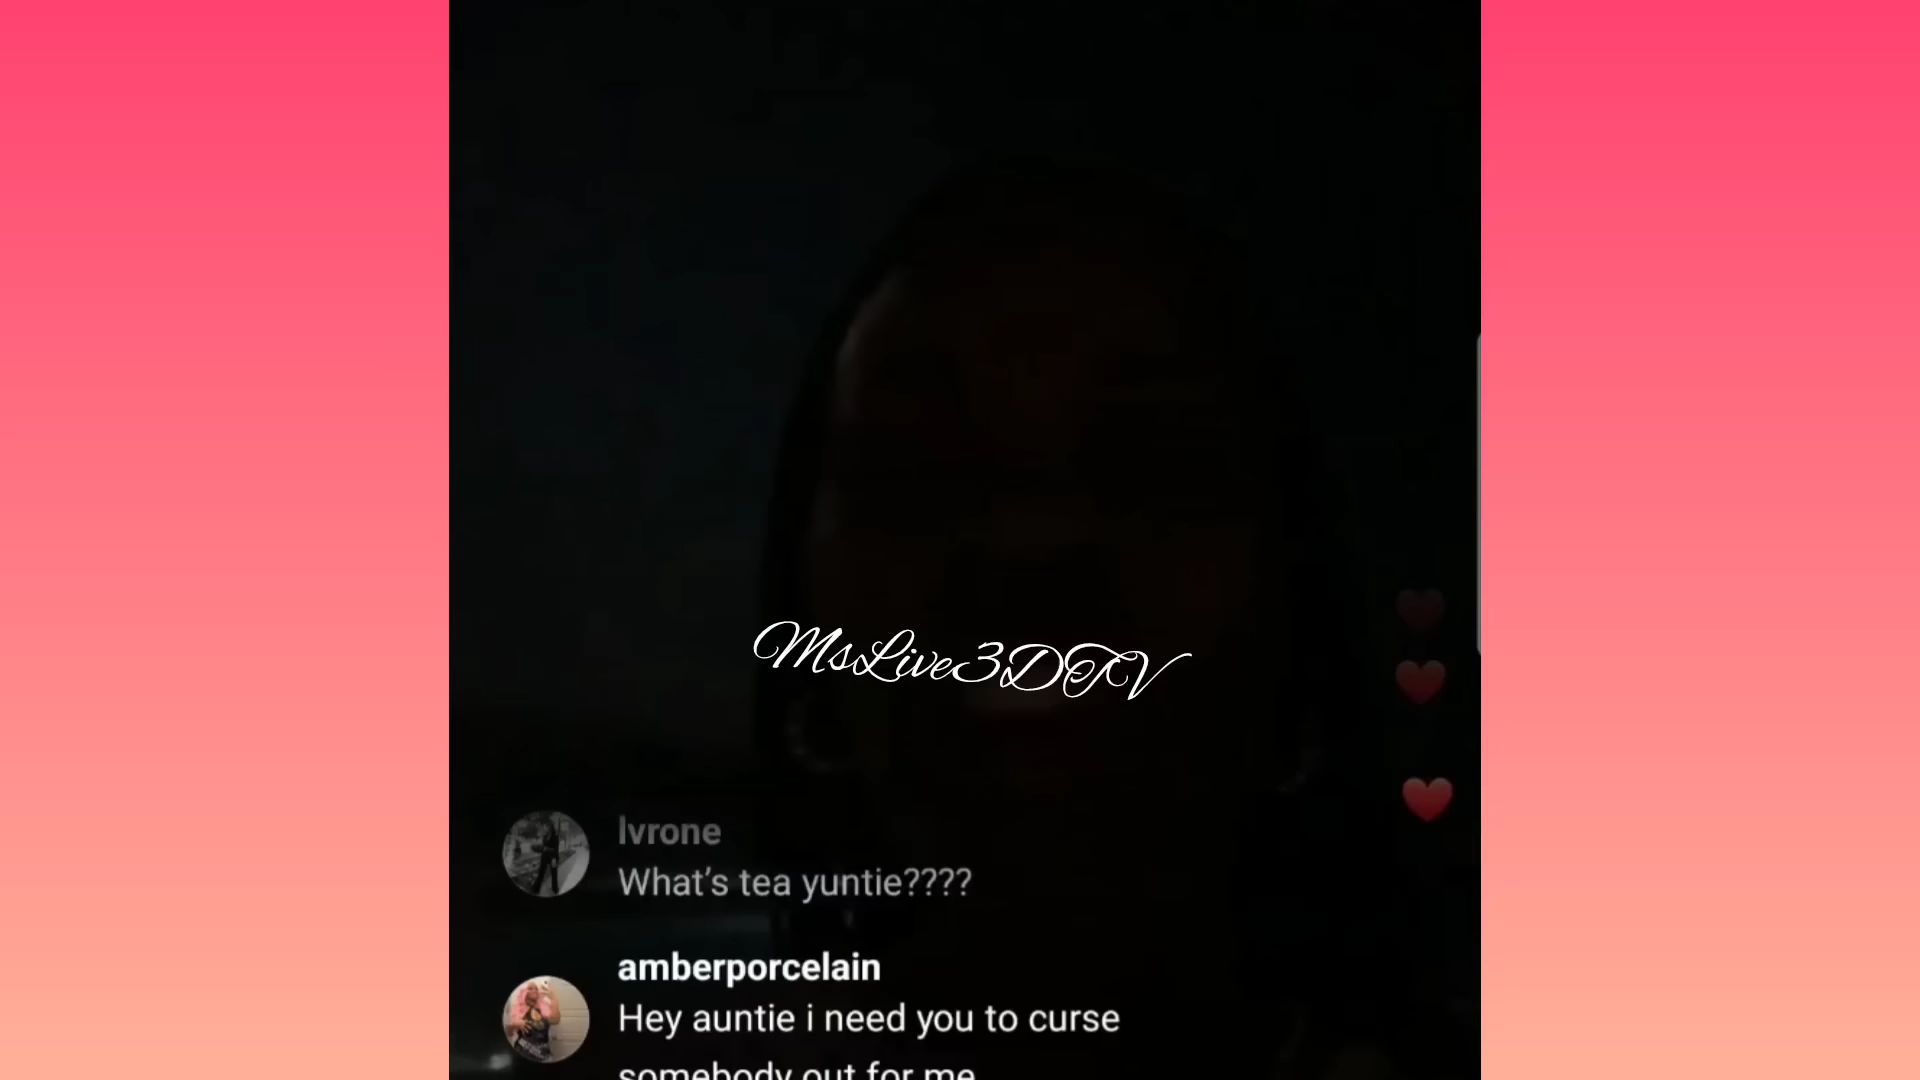 MsLive3DTV
lvrone
What's tea yuntie????
amberporcelain
Hey auntie i need you to curse
somebody out for me